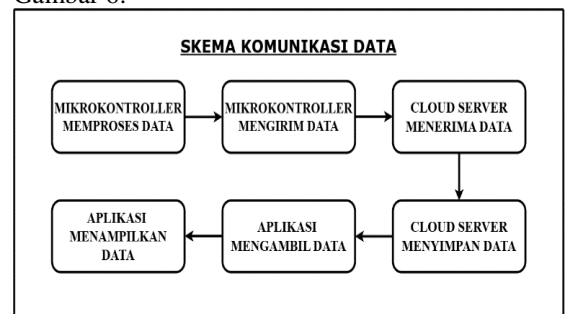 Gambar 6.
SKEMA KOMUNIKASI DATA
MIKROKONTROLLER
MEMPROSES DATA
MIKROKONTROLLER
MENGIRIM DATA
CLOUD SERVER
MENERIMA DATA
APLIKASI
MENAMPILKAN
DATA
APLIKASI
MENGAMBIL DATA
CLOUD SERVER
MENYIMPAN DATA